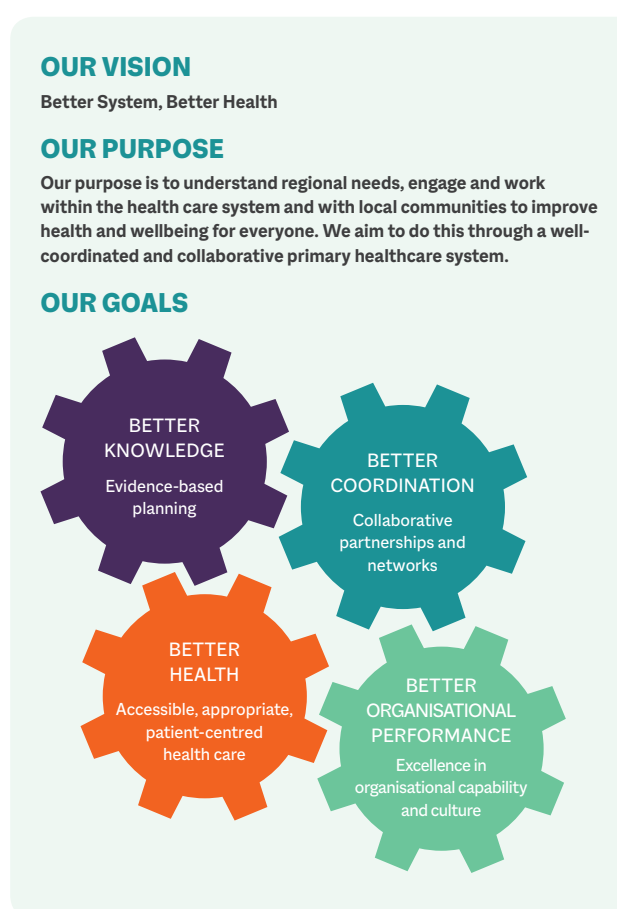 OUR VISION
Better System, Better Health
OUR PURPOSE
Our purpose is to understand regional needs, engage and work
within the health care system and with local communities to improve
health and wellbeing for everyone. We aim to do this through a well-
coordinated and collaborative primary healthcare system.
OUR GOALS
BETTER
KNOWLEDGE
Evidence-based
planning
BETTER
COORDINATION
Collaborative
partnerships and
networks
BETTER
HEALTH
Accessible, appropriate,
patient-centred
health care
BETTER
ORGANISATIONAL
PERFORMANCE
Excellence in
organisational capability
and culture